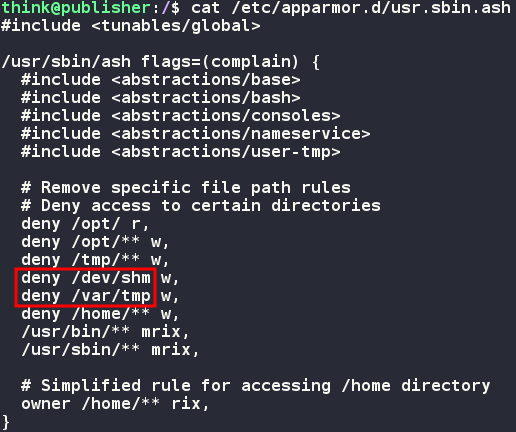 think@publisher:/$ cat /etc/apparmor.d/usr.sbin.ash
#include <tunables/global>
/usr/sbin/ash flags=(complain) {
#include <abstractions/base>
#include <abstractions/bash>
#include <abstractions/consoles>
#include <abstractions/nameservice>
#include <abstractions/user-tmp>
# Remove specific file path rules
# Deny access to certain directories
deny /opt/ r,
deny /opt/** w,
deny /tmp/** w,
deny /dev/shm w,
deny /var/tmp w,
deny /home/** w,
/usr/bin/** mrix,
/usr/sbin/** mrix,
# Simplified rule for accessing /home directory
owner /home/** rix,
}